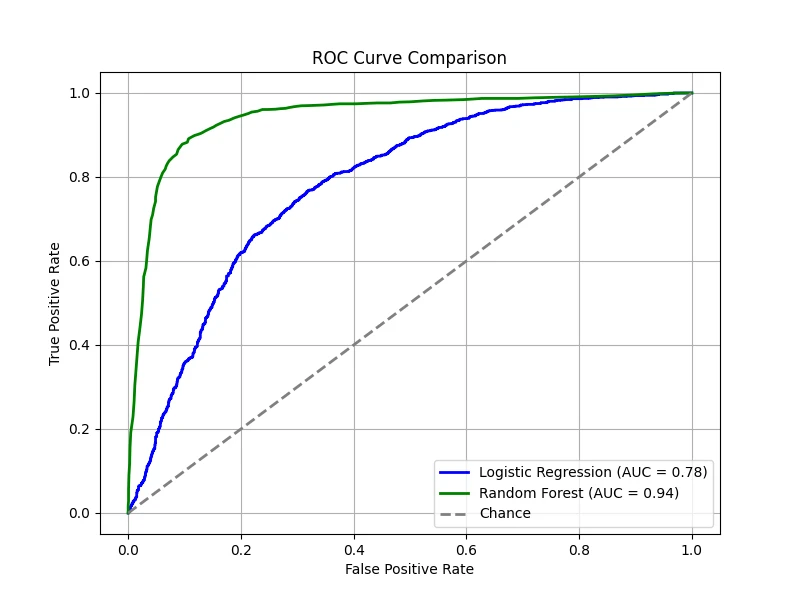 ROC Curve Comparison
True Positive Rate
1.0
0.8
0.6
0.4
0.2
0.0
Logistic Regression (AUC = 0.78)
Random Forest (AUC = 0.94)
Chance
0.0 0.2 0.4 0.6 0.8 1.0
False Positive Rate